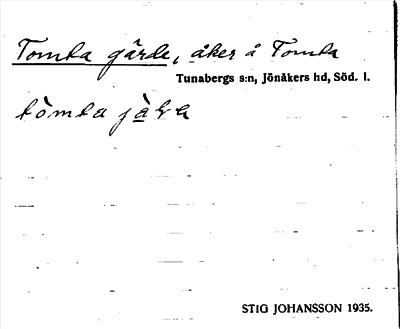 Tomta gärde, åker å Tomta
Tunabergs s:n, Jönåkers hd, Söd. l.
STIG JOHANSSON 1935.